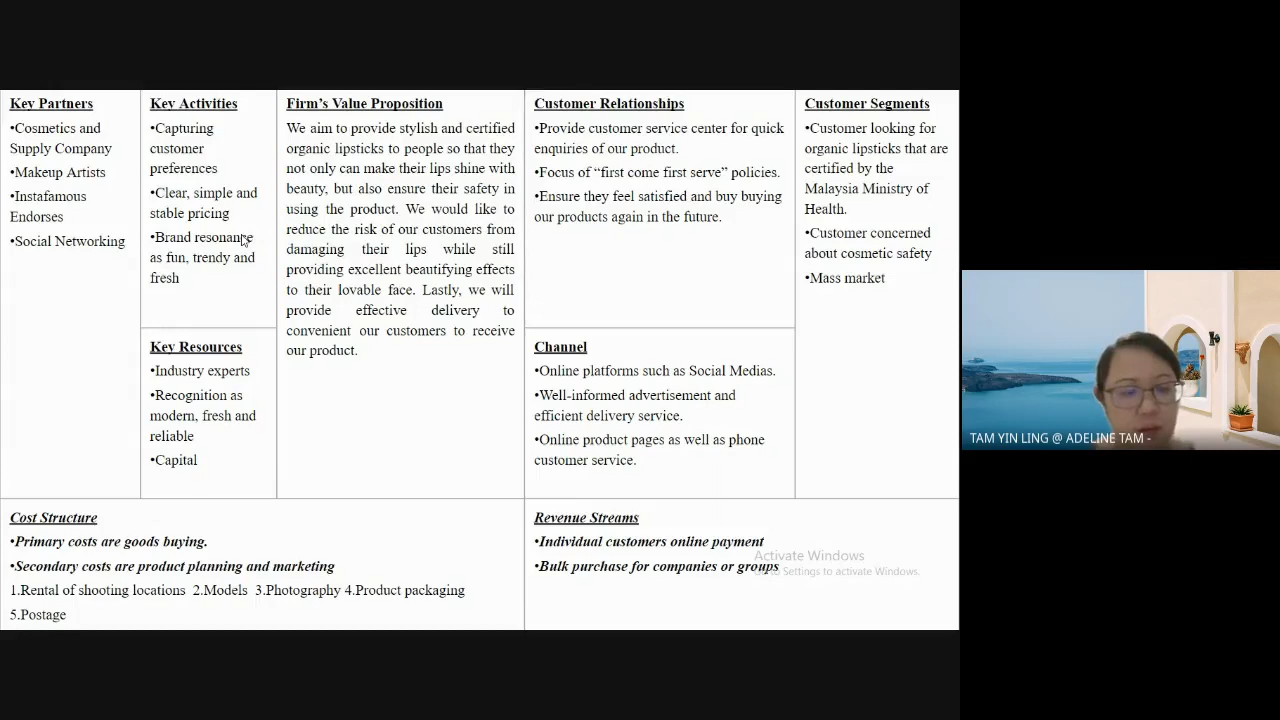 Key Partners
•Cosmetics and
Supply Company
•Makeup Artists
•Instafamous
Endorses
•Social Networking
Key Activities
•Capturing
customer
preferences
•Clear, simple and
stable pricing
•Brand resonance
as fun, trendy and
fresh
Key Resources
•Industry experts
•Recognition as
modern, fresh and
reliable
•Capital
Firm's Value Proposition
We aim to provide stylish and certified
organic lipsticks to people so that they
not only can make their lips shine with
beauty, but also ensure their safety in
using the product. We would like to
reduce the risk of our customers from
damaging their lips while still
providing excellent beautifying effects
to their lovable face. Lastly, we will
provide effective delivery to
convenient our customers to receive
our product.
Customer Relationships
•Provide customer service center for quick
enquiries of our product.
•Focus of “first come first serve” policies.
•Ensure they feel satisfied and buy buying
our products again in the future.
Channel
•Online platforms such as Social Medias.
•Well-informed advertisement and
efficient delivery service.
•Online product pages as well as phone
customer service.
Customer Segments
•Customer looking for
organic lipsticks that are
certified by the
Malaysia Ministry of
Health.
•Customer concerned
about cosmetic safety
•Mass market
Cost Structure
•Primary costs are goods buying.
•Secondary costs are product planning and marketing
1.Rental of shooting locations 2.Models 3.Photography 4.Product packaging
5.Postage
Revenue Streams
•Individual customers online payment
•Bulk purchase for companies or groups
Activate Windows
to Settings to activate Windows.
TAM YIN LING @ ADELINE TAM -